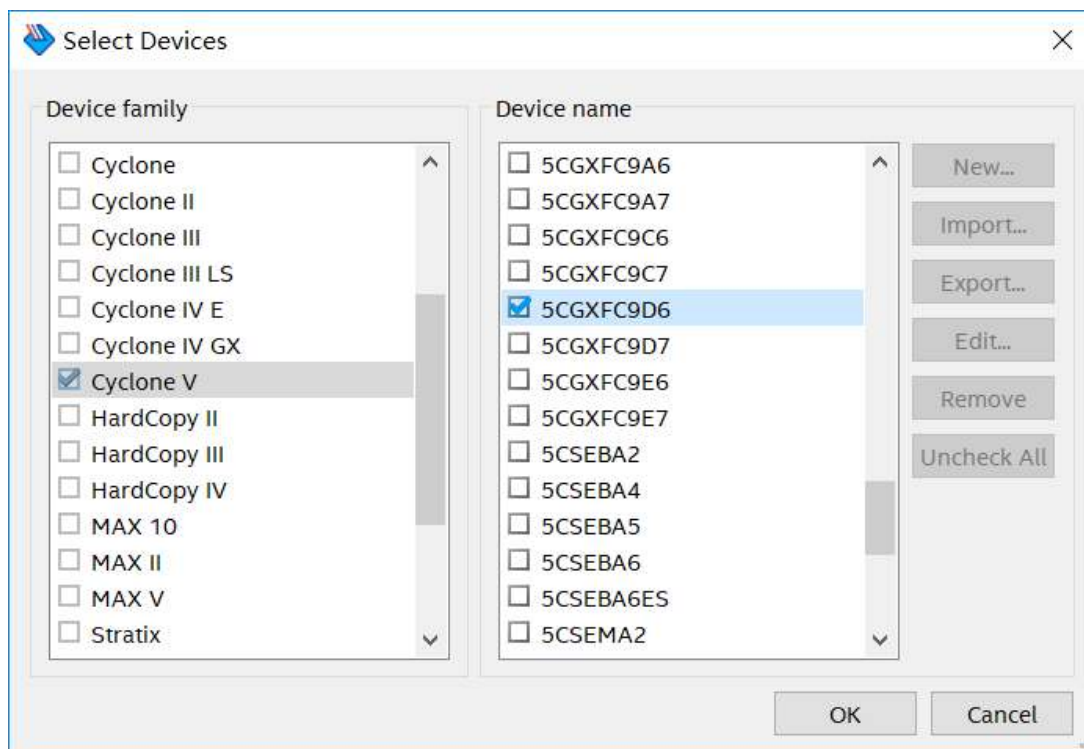 Select Devices
Device family
Cyclone
Cyclone II
Cyclone III
Cyclone III LS
Cyclone IV E
Cyclone IV GX
Cyclone V
HardCopy II
HardCopy III
HardCopy IV
MAX 10
MAX II
MAX V
Stratix
Device name
5CGXFC9A6
5CGXFC9A7
5CGXFC9C6
5CGXFC9C7
5CGXFC9D6
5CGXFC9D7
5CGXFC9E6
5CGXFC9E7
5CSEBA2
5CSEBA4
5CSEBA5
5CSEBA6
5CSEBA6ES
5CSEMA2
New...
Import...
Export...
Edit...
Remove
Uncheck All
OK
Cancel